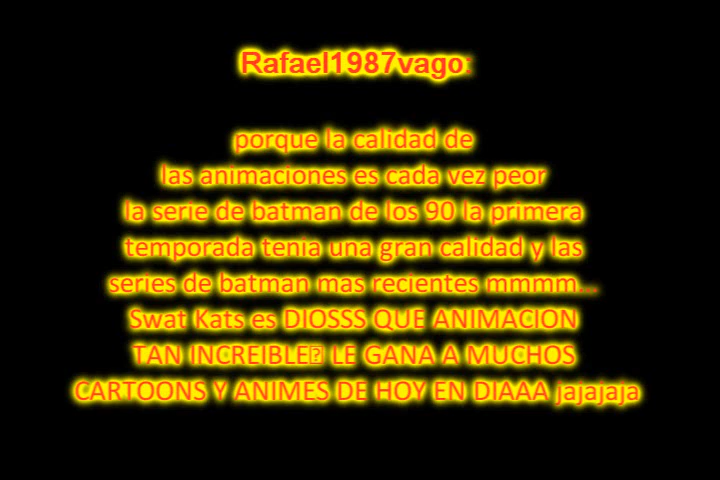 Rafael1987vago:
porque la calidad de
las animaciones es cada vez peor
la serie de batman de los 90 la primera
temporada tenia una gran calidad y las
series de batman mas recientes mmmm...
Swat Kats es DIOSSS QUE ANIMACION
TAN INCREIBLE LE GANA A MUCHOS
CARTOONS Y ANIMES DE HOY EN DIAAA jajajaja